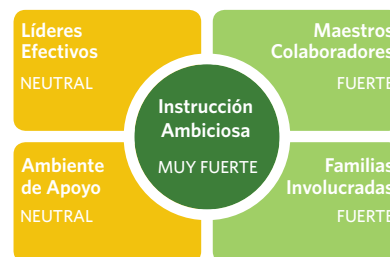 Líderes
Efectivos
NEUTRAL
Maestros
Colaboradores
FUERTE
Instrucción
Ambiciosa
MUY FUERTE
Ambiente
de Apoyo
NEUTRAL
Familias
Involucradas
FUERTE